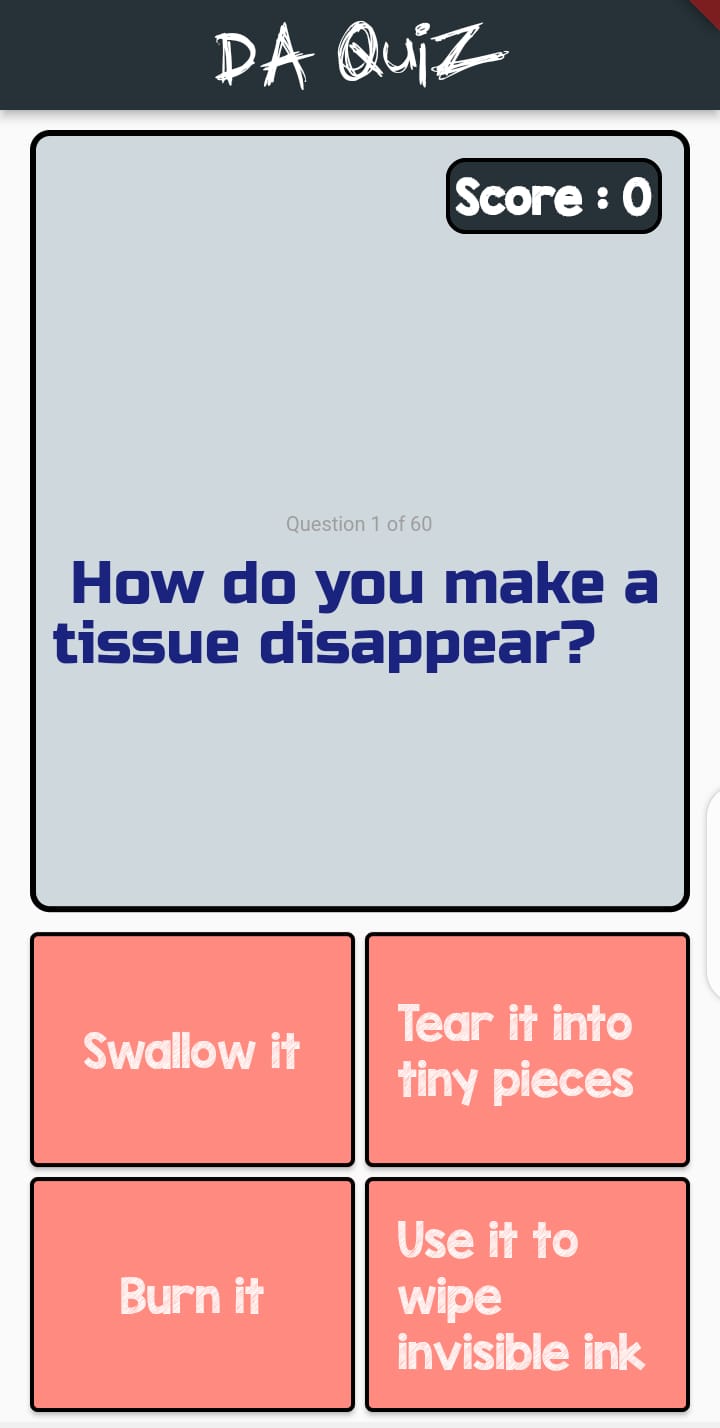 DA QuiZ
Score : 0
Question 1 of 60
How do you make a
tissue disappear?
Swallow it
Tear it into
tiny pieces
Burn it
Use it to
wipe
invisible ink